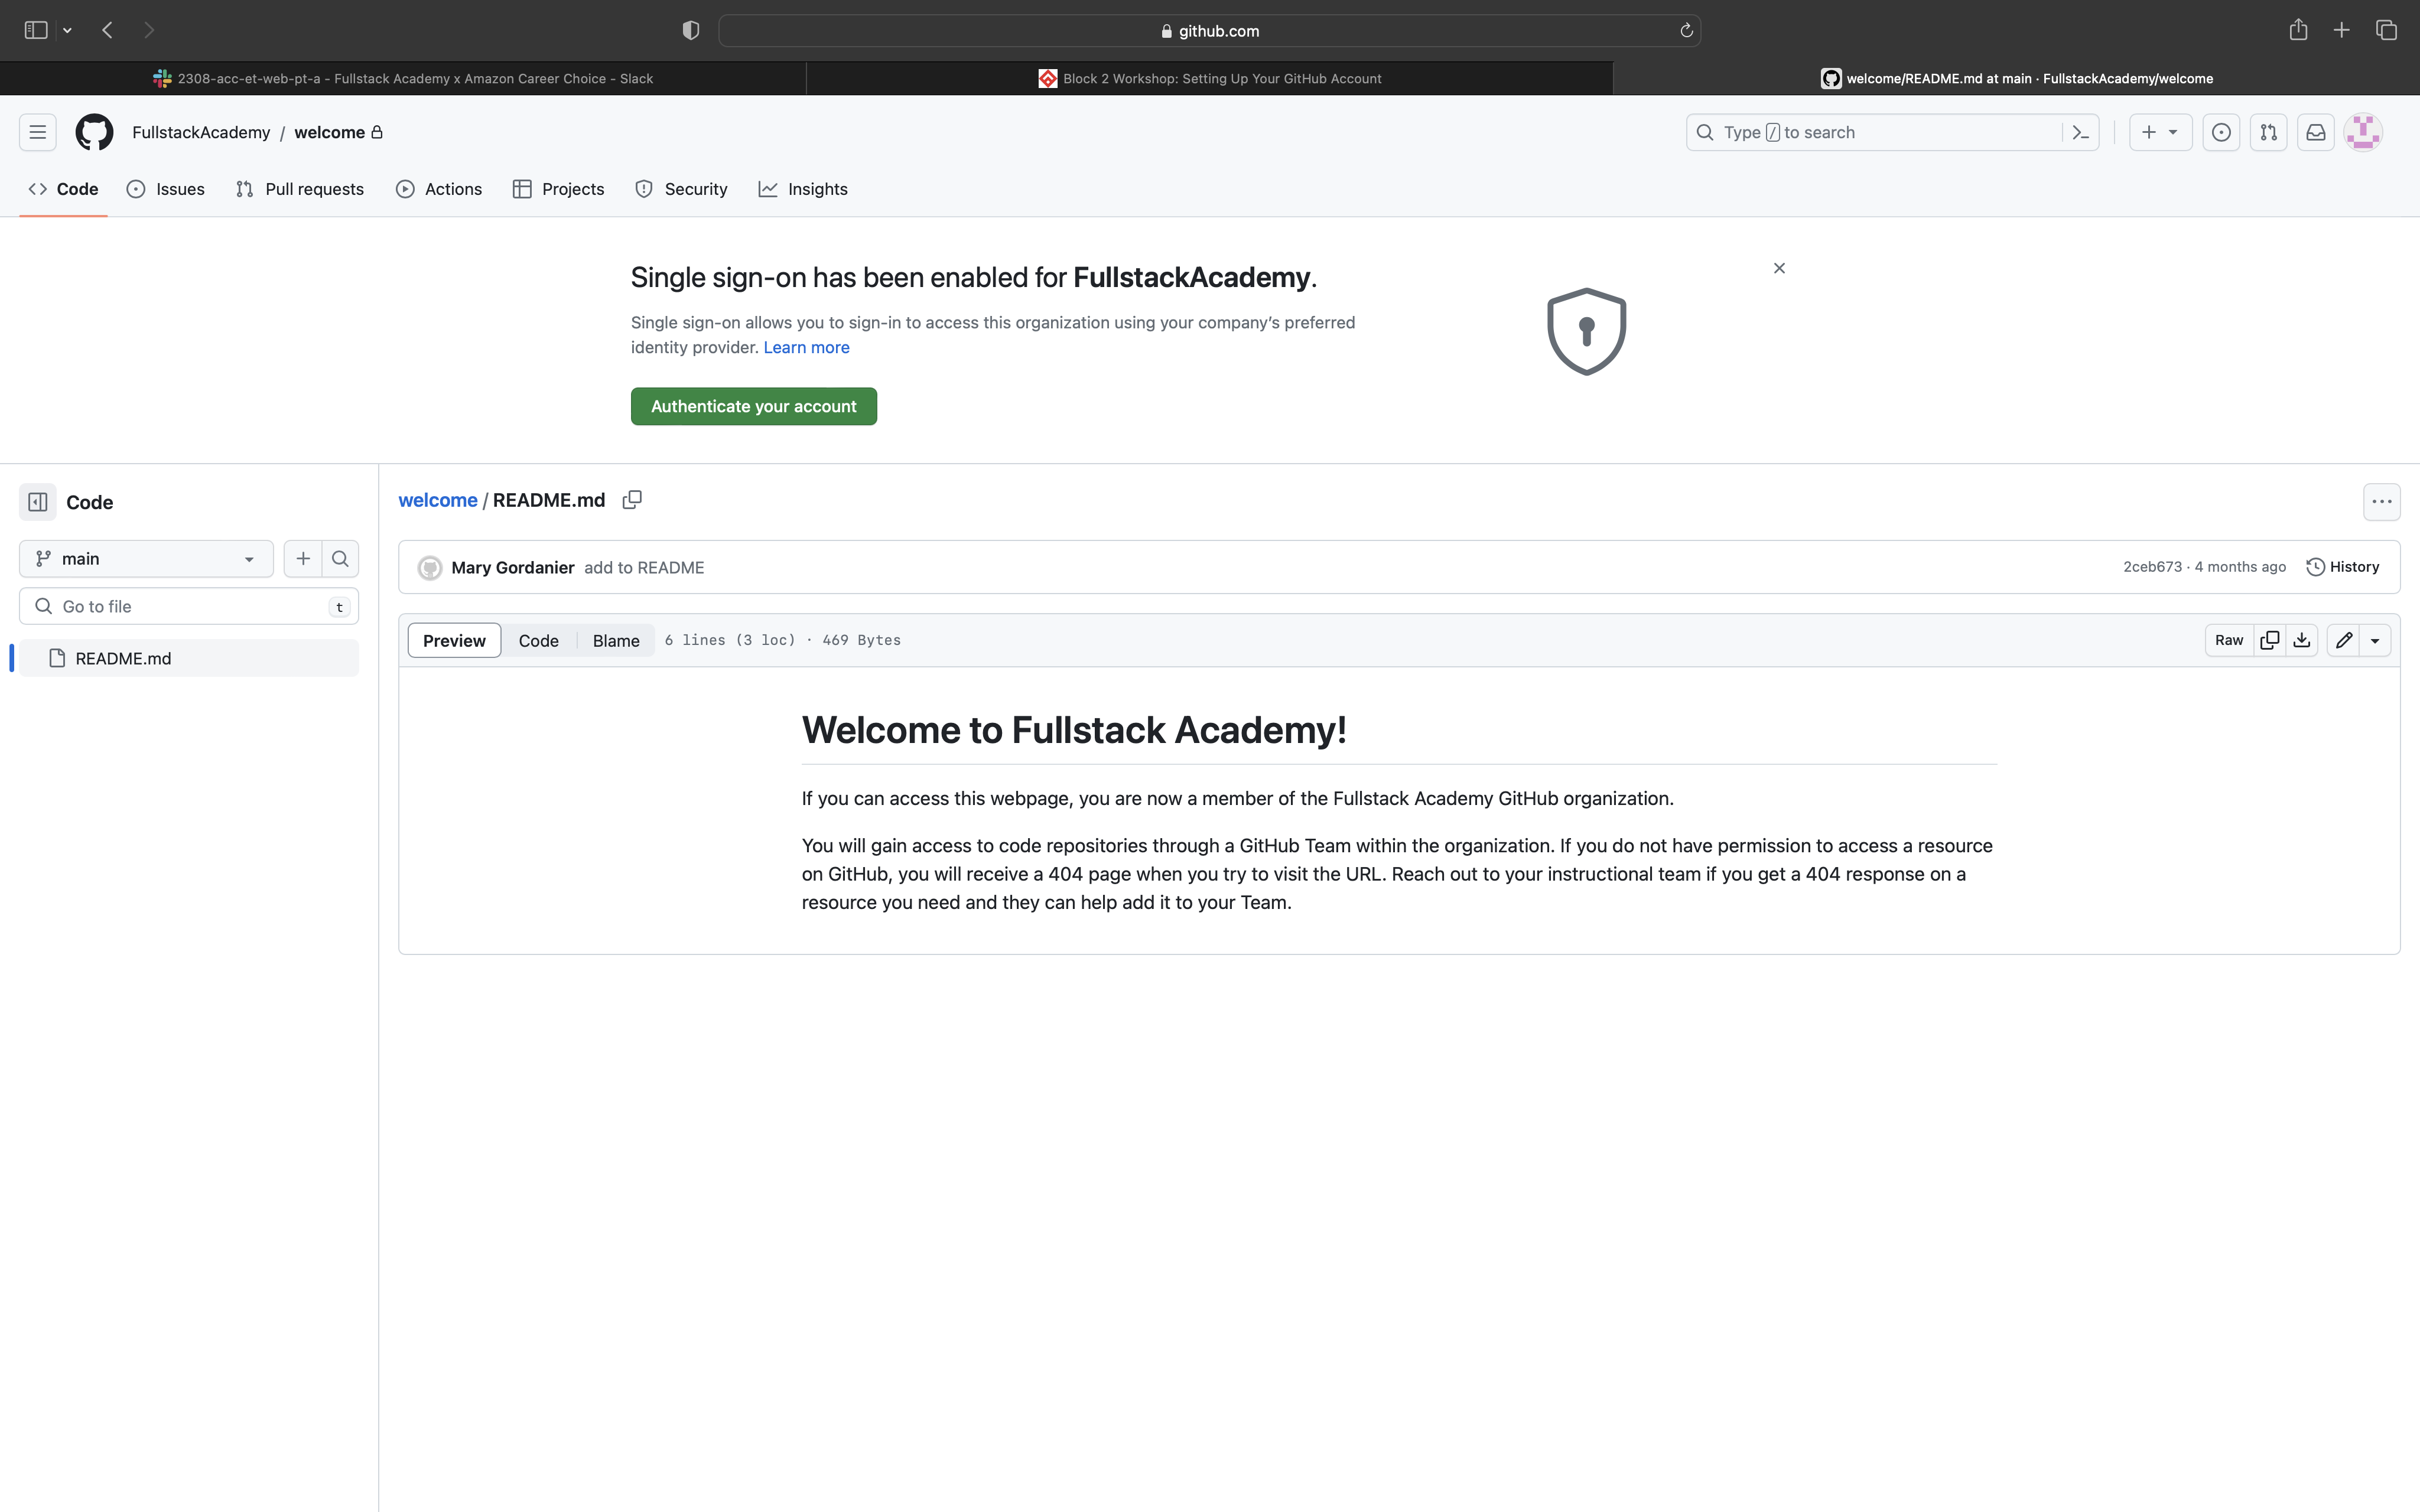 github.com
2308-acc-et-web-pt-a - Fullstack Academy x Amazon Career Choice - Slack
Block 2 Workshop: Setting Up Your GitHub Account
welcome/README.md at main · FullstackAcademy/welcome
FullstackAcademy / welcome
Type / to search
Code
Issues
Pull requests
Actions
Projects
Security
Insights
Single sign-on has been enabled for FullstackAcademy.
Single sign-on allows you to sign-in to access this organization using your company’s preferred
identity provider. Learn more
Authenticate your account
Code
main
Go to file
t
README.md
welcome / README.md
Mary Gordanier add to README
2ceb673 · 4 months ago
History
Preview
Code
Blame
6 lines (3 loc) · 469 Bytes
Raw
Welcome to Fullstack Academy!
If you can access this webpage, you are now a member of the Fullstack Academy GitHub organization.
You will gain access to code repositories through a GitHub Team within the organization. If you do not have permission to access a resource
on GitHub, you will receive a 404 page when you try to visit the URL. Reach out to your instructional team if you get a 404 response on a
resource you need and they can help add it to your Team.